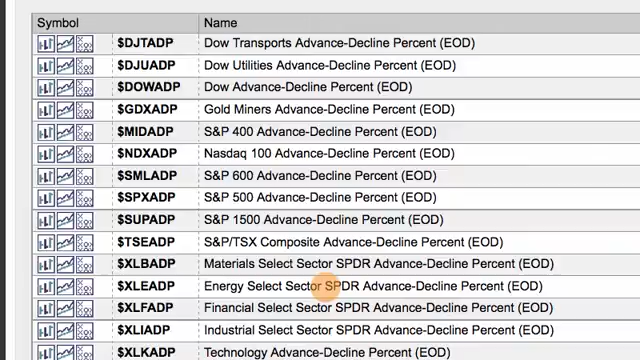 Symbol Name
$DJTADP Dow Transports Advance-Decline Percent (EOD)
$DJUADP Dow Utilities Advance-Decline Percent (EOD)
$DOWADP Dow Advance-Decline Percent (EOD)
$GDXADP Gold Miners Advance-Decline Percent (EOD)
$MIDADP S&P 400 Advance-Decline Percent (EOD)
$NDXADP Nasdaq 100 Advance-Decline Percent (EOD)
$SMLADP S&P 600 Advance-Decline Percent (EOD)
$SPXADP S&P 500 Advance-Decline Percent (EOD)
$SUPADP S&P 1500 Advance-Decline Percent (EOD)
$TSEADP S&P/TSX Composite Advance-Decline Percent (EOD)
$XLBADP Materials Select Sector SPDR Advance-Decline Percent (EOD)
$XLEADP Energy Select Sector SPDR Advance-Decline Percent (EOD)
$XLFADP Financial Select Sector SPDR Advance-Decline Percent (EOD)
$XLIADP Industrial Select Sector SPDR Advance-Decline Percent (EOD)
$XLKADP Technology Advance-Decline Percent (EOD)